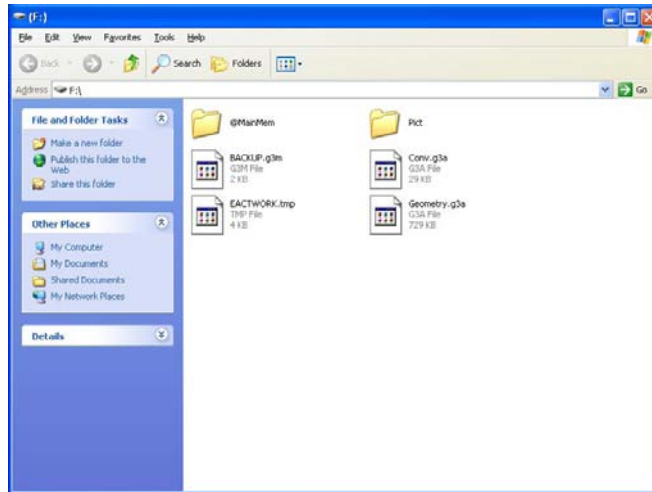 (F:)
File Edit View Favorites Tools Help
Back Search Folders
Address F:\ Go
File and Folder Tasks
Make a new folder
Publish this folder to the
Web
Share this folder
Other Places
My Computer
My Documents
Shared Documents
My Network Places
Details
@MainMem
Pict
BACKUP.g3m
G3M File
2 KB
Conv.g3a
G3A File
29 KB
EACTWORK.tmp
TMP File
4 KB
Geometry.g3a
G3A File
729 KB